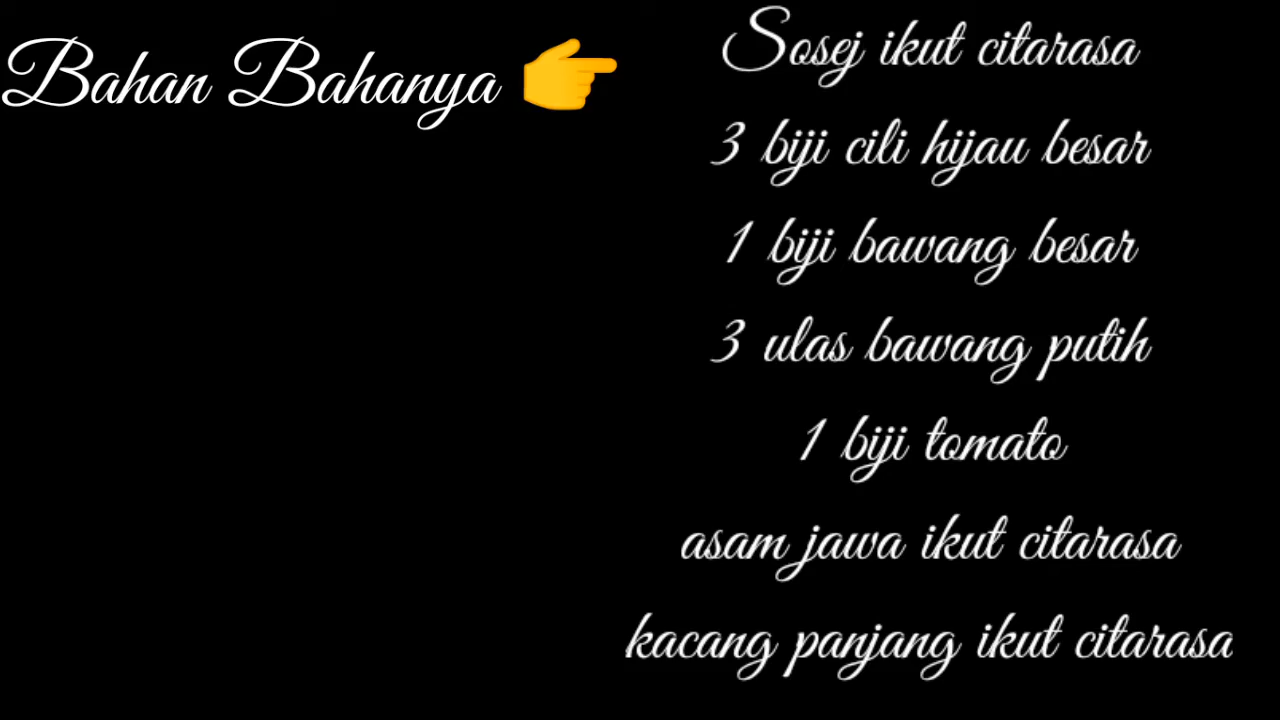 Bahan Bahanya 👉
Sosej ikut citarasa
3 biji cili hijau besar
1 biji bawang besar
3 ulas bawang putih
1 biji tomato
asam jawa ikut citarasa
kacang panjang ikut citarasa